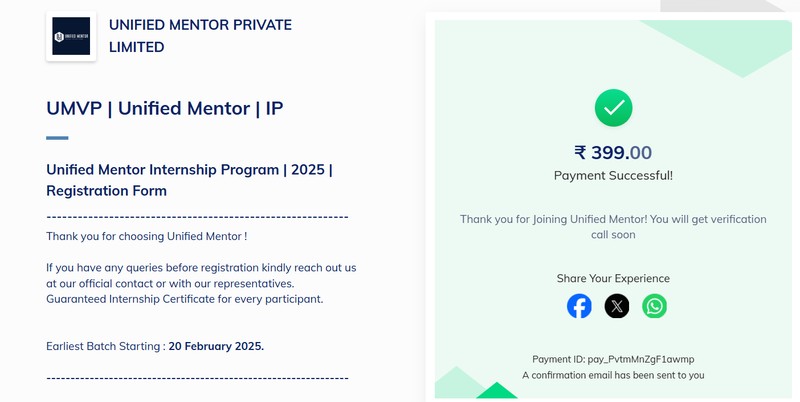 UNIFIED MENTOR PRIVATE
LIMITED
UNIFIED MENTOR
UMVP | Unified Mentor | IP
Unified Mentor Internship Program | 2025 |
Registration Form
------------------------------------------------------------
Thank you for choosing Unified Mentor !
If you have any queries before registration kindly reach out us
at our official contact or with our representatives.
Guaranteed Internship Certificate for every participant.
Earliest Batch Starting : 20 February 2025.
------------------------------------------------------------
₹ 399.00
Payment Successful!
Thank you for Joining Unified Mentor! You will get verification
call soon
Share Your Experience
Payment ID: pay_PvtmMnZgF1awmp
A confirmation email has been sent to you